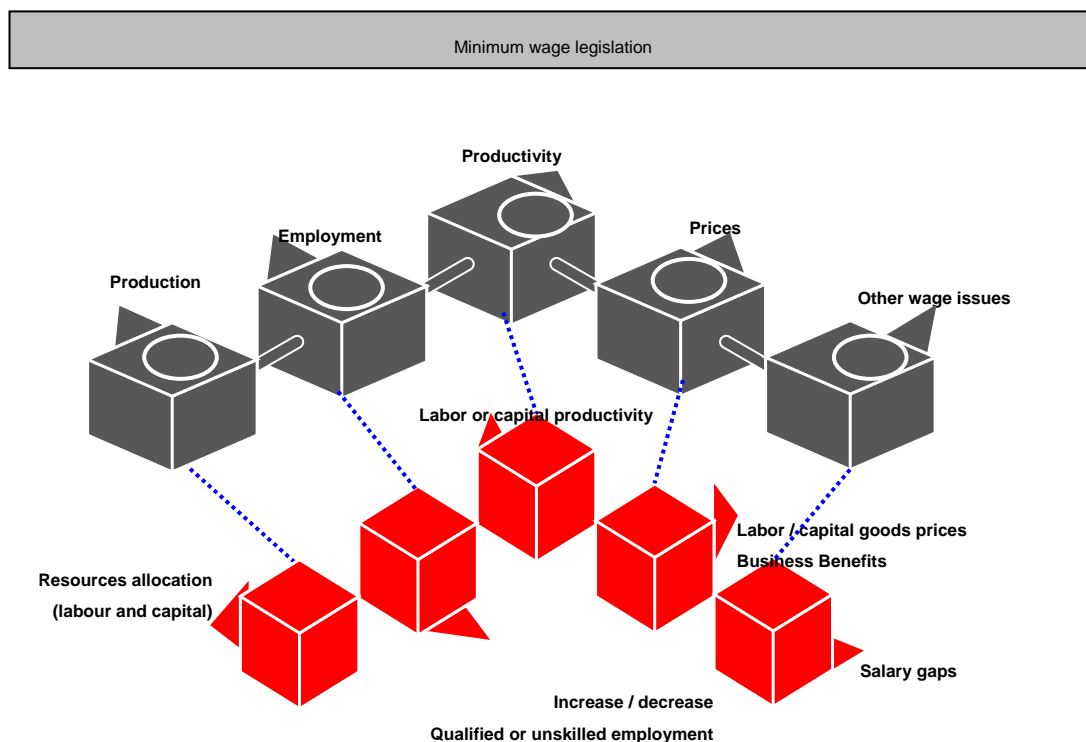 Minimum wage legislation
Productivity
Employment
Prices
Production
Other wage issues
Labor or capital productivity
Labor / capital goods prices
Business Benefits
Resources allocation
(labour and capital)
Salary gaps
Increase / decrease
Qualified or unskilled employment